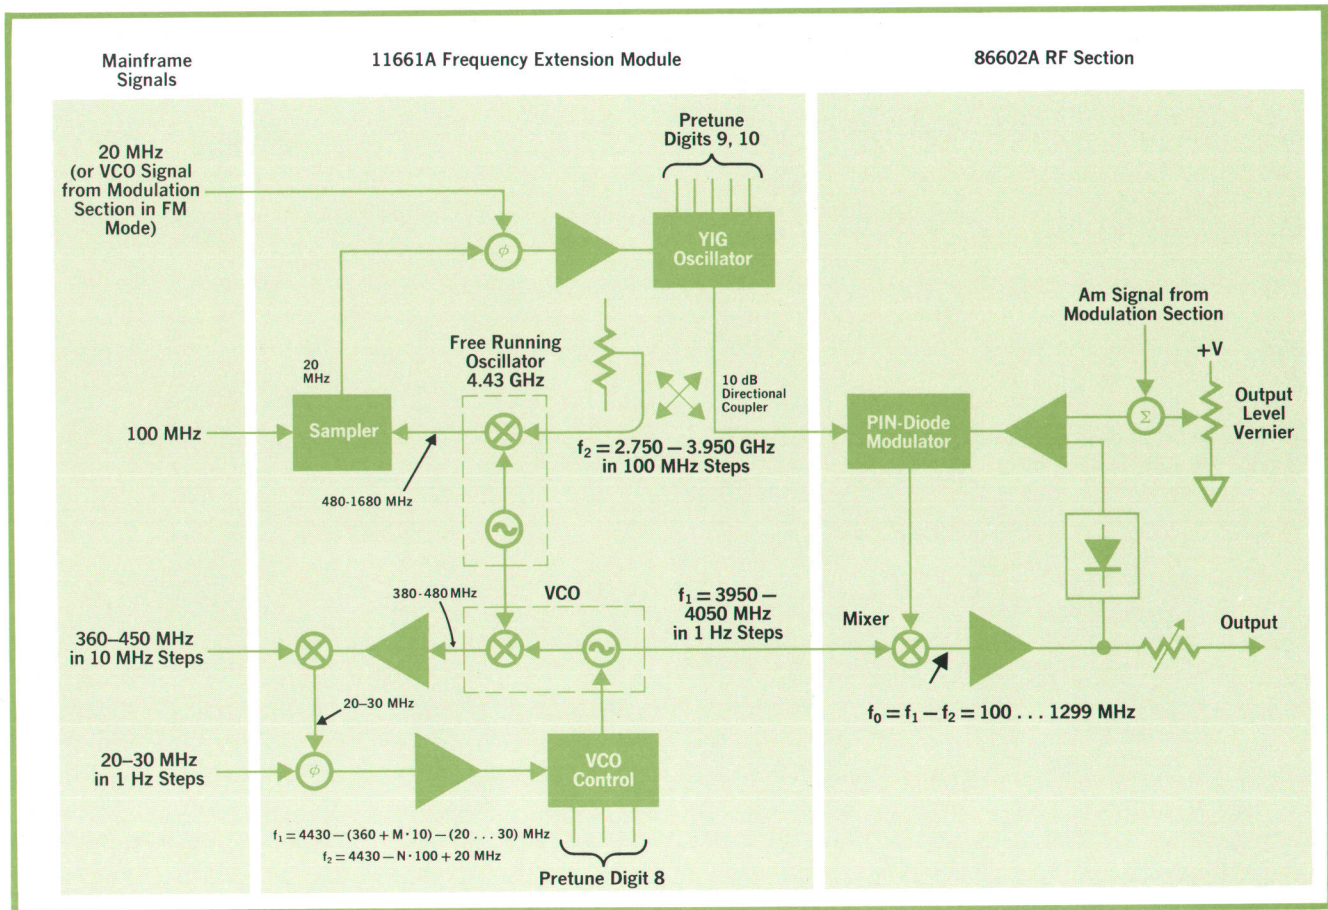 Mainframe
Signals
11661A Frequency Extension Module
86602A RF Section
20 MHz
(or VCO Signal
from Modulation
Section in FM
Mode)
Pretune
Digits 9, 10
ϕ
YIG
Oscillator
Am Signal from
Modulation Section
+V
Free Running
Oscillator
4.43 GHz
20
MHz
10 dB
Directional
Coupler
Output
Level
Vernier
100 MHz
Sampler
PIN-Diode
Modulator
Σ
f₂ = 2.750 – 3.950 GHz
in 100 MHz Steps
480-1680 MHz
380-480 MHz
VCO
f₁ = 3950 –
4050 MHz
in 1 Hz Steps
Mixer
Output
360–450 MHz
in 10 MHz Steps
20–30 MHz
f₀ = f₁ – f₂ = 100 . . . 1299 MHz
20–30 MHz
in 1 Hz Steps
ϕ
VCO
Control
f₁ = 4430 – (360 + M · 10) – (20 . . . 30) MHz
f₂ = 4430 – N · 100 + 20 MHz
Pretune Digit 8